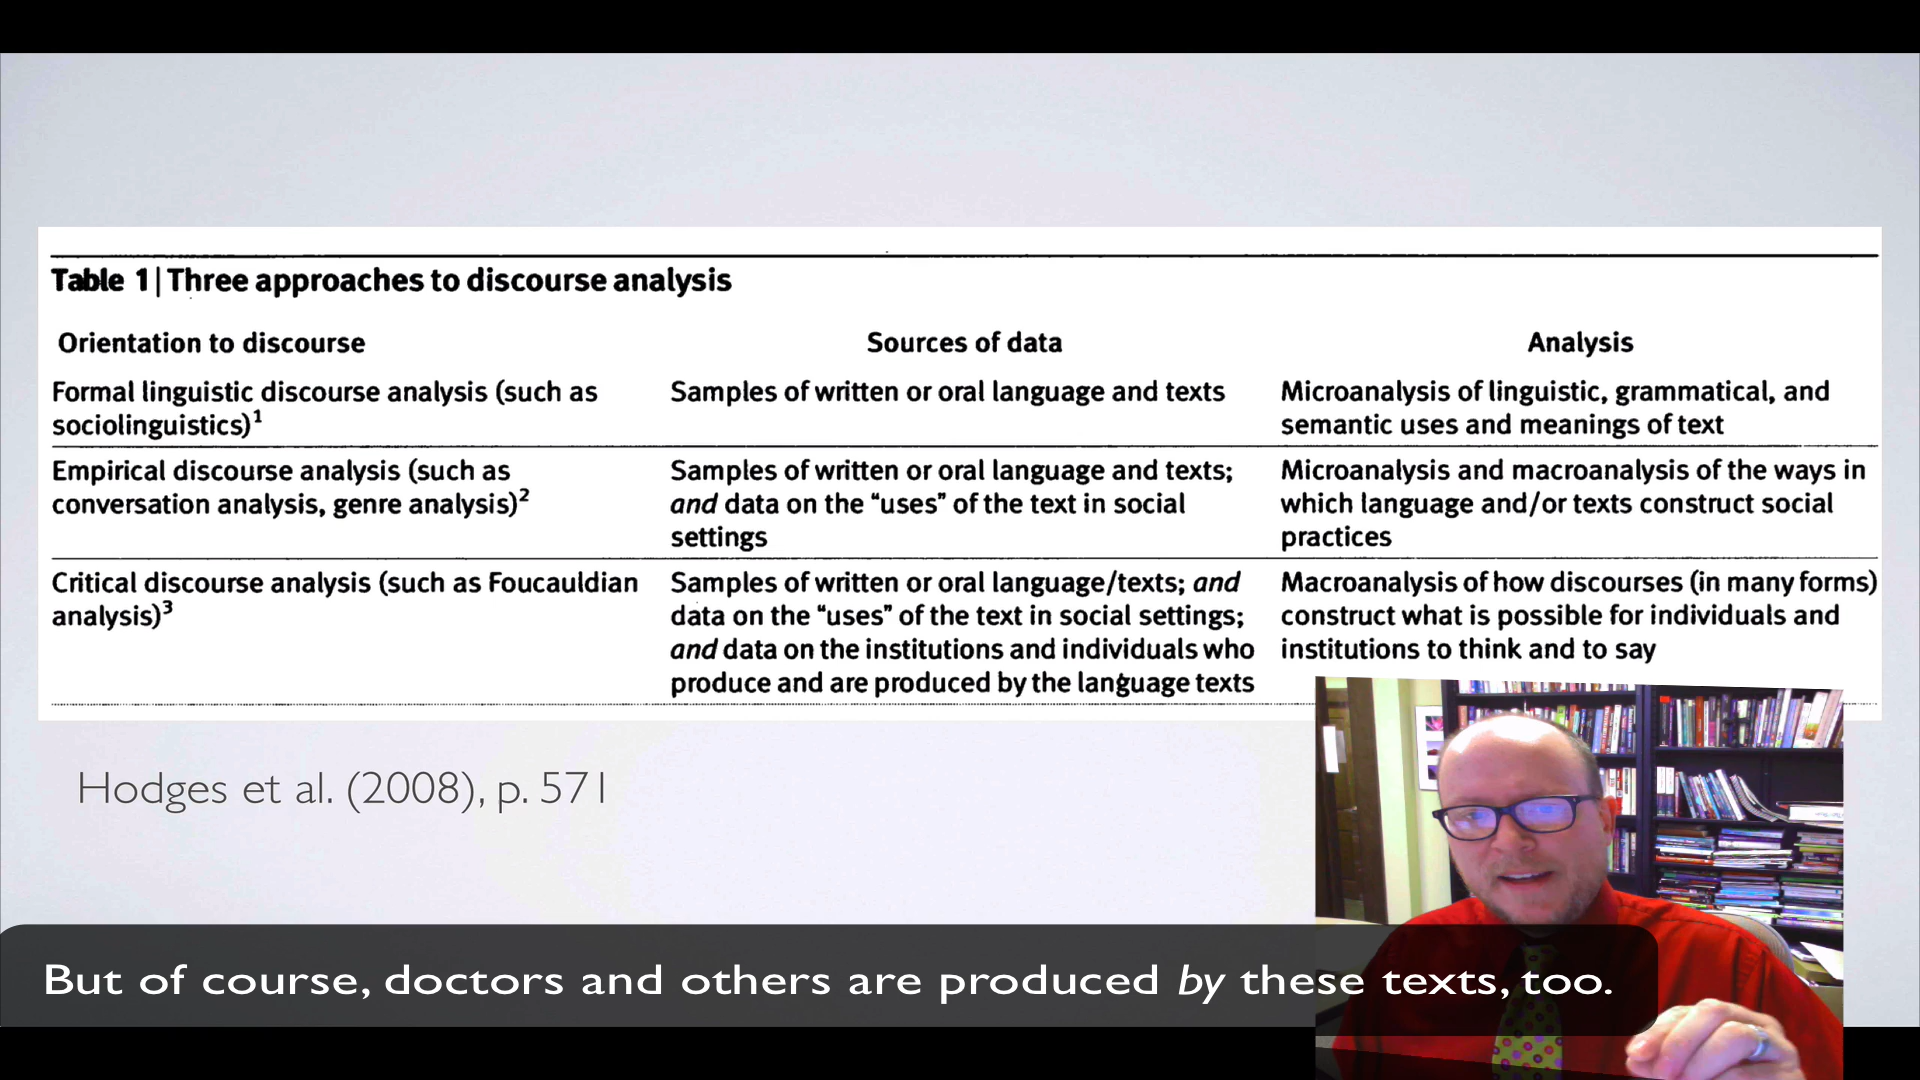 Table 1 | Three approaches to discourse analysis
Orientation to discourse
Sources of data
Analysis
Formal linguistic discourse analysis (such as
sociolinguistics)¹
Samples of written or oral language and texts
Microanalysis of linguistic, grammatical, and
semantic uses and meanings of text
Empirical discourse analysis (such as
conversation analysis, genre analysis)²
Samples of written or oral language and texts;
and data on the “uses” of the text in social
settings
Microanalysis and macroanalysis of the ways in
which language and/or texts construct social
practices
Critical discourse analysis (such as Foucauldian
analysis)³
Samples of written or oral language/texts; and
data on the “uses” of the text in social settings;
and data on the institutions and individuals who
produce and are produced by the language texts
Macroanalysis of how discourses (in many forms)
construct what is possible for individuals and
institutions to think and to say
Hodges et al. (2008), p. 571
But of course, doctors and others are produced by these texts, too.